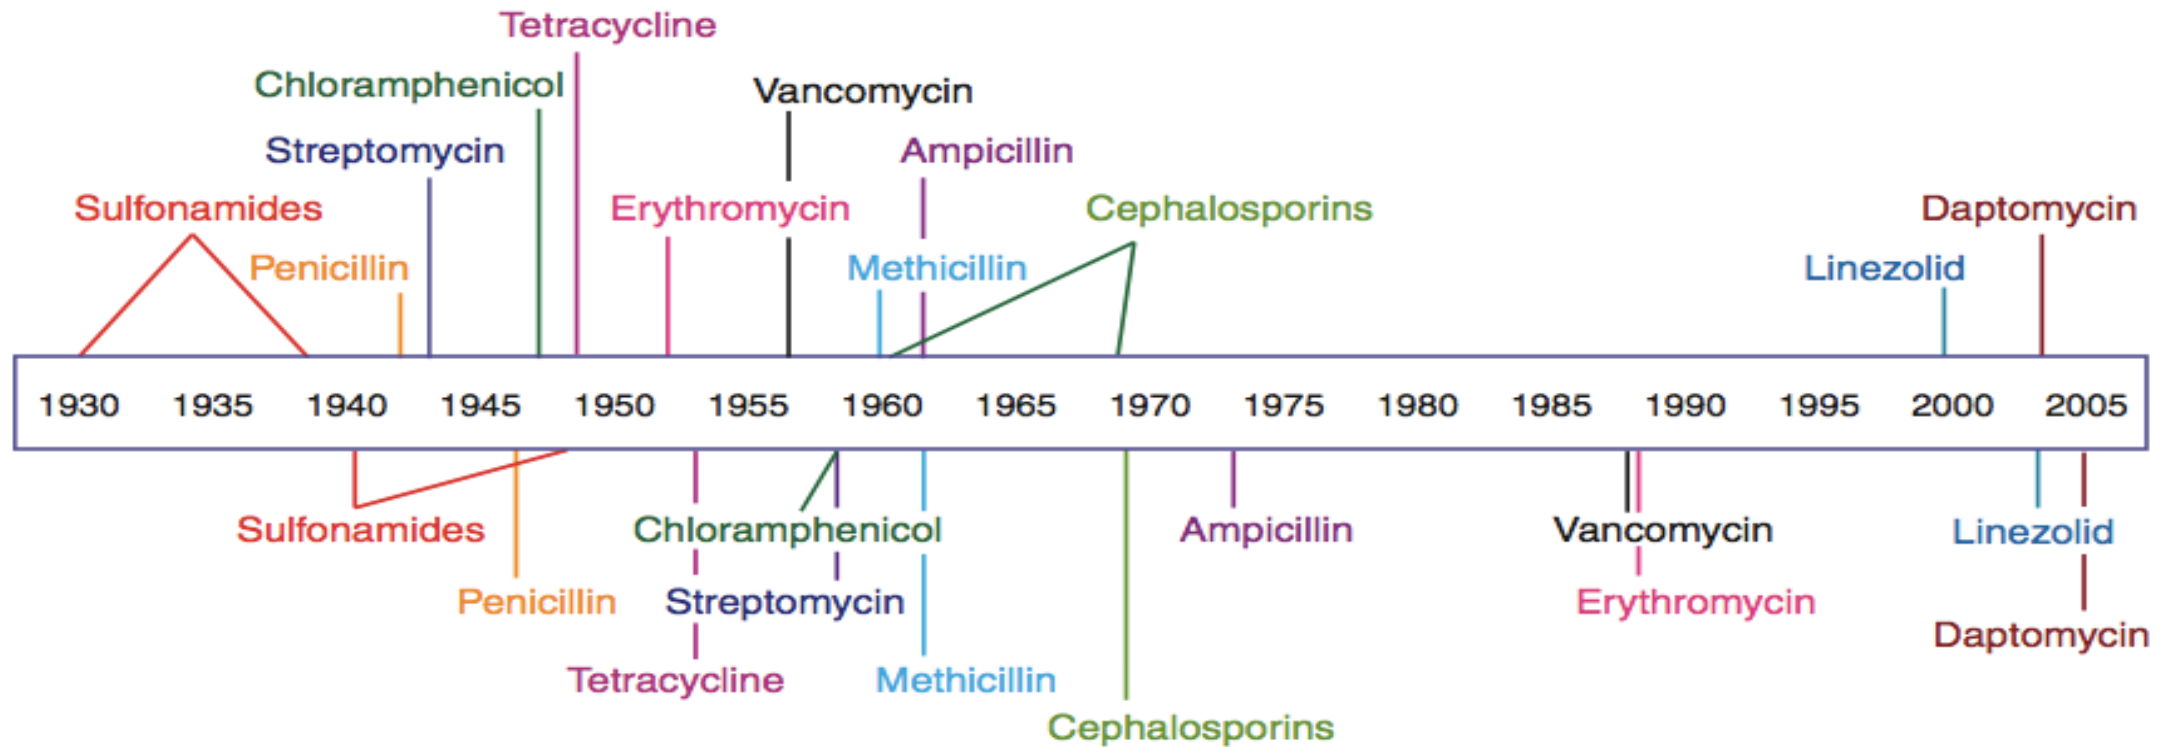 Tetracycline
Chloramphenicol
Vancomycin
Streptomycin
Ampicillin
Sulfonamides
Erythromycin
Cephalosporins
Daptomycin
Penicillin
Methicillin
Linezolid
1930 1935 1940 1945 1950 1955 1960 1965 1970 1975 1980 1985 1990 1995 2000 2005
Sulfonamides
Chloramphenicol
Ampicillin
Vancomycin
Linezolid
Penicillin
Streptomycin
Erythromycin
Daptomycin
Tetracycline
Methicillin
Cephalosporins